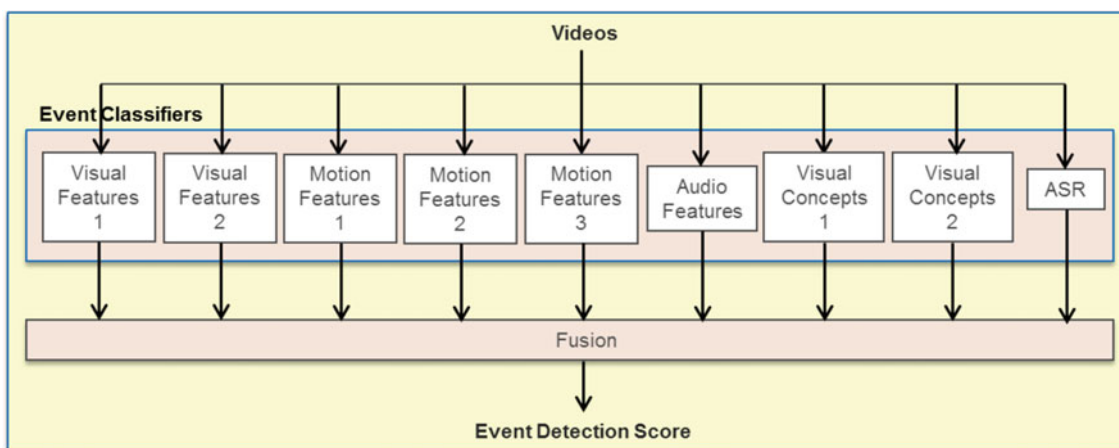 Videos
Event Classifiers
Visual
Features
1
Visual
Features
2
Motion
Features
1
Motion
Features
2
Motion
Features
3
Audio
Features
Visual
Concepts
1
Visual
Concepts
2
ASR
Fusion
Event Detection Score